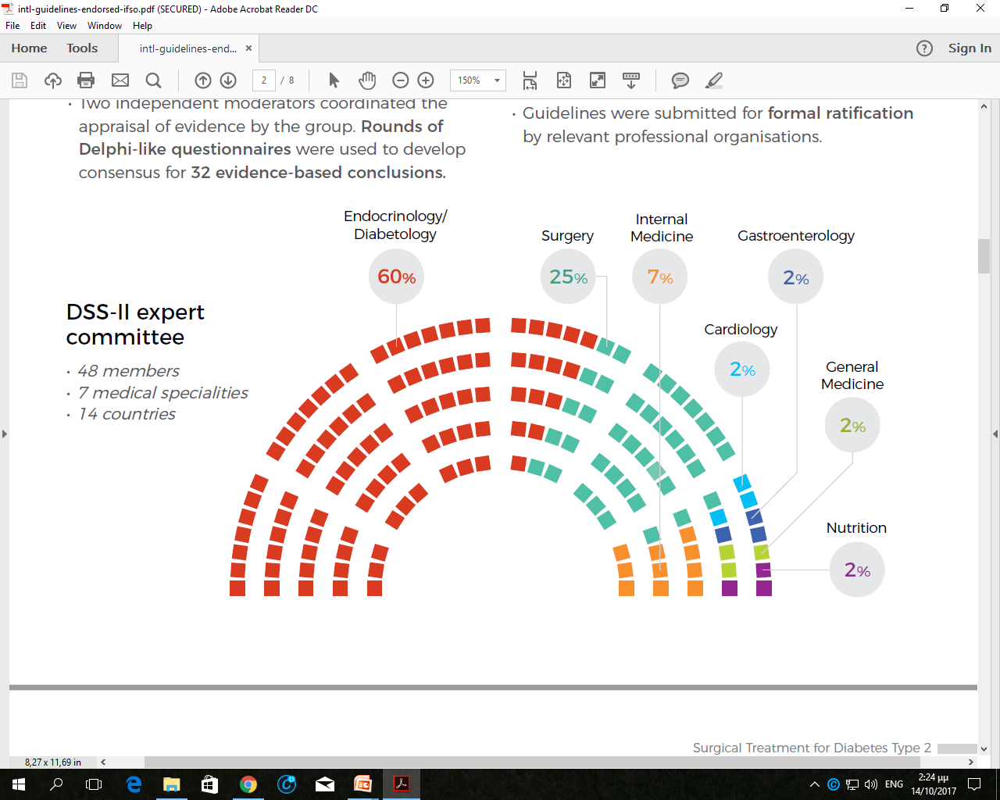 intl-guidelines-endorsed-ifso.pdf (SECURED) - Adobe Acrobat Reader DC
File Edit View Window Help
Home Tools intl-guidelines-end... × ? Sign In
2 / 8 150%
• Two independent moderators coordinated the
appraisal of evidence by the group. Rounds of
Delphi-like questionnaires were used to develop
consensus for 32 evidence-based conclusions.
• Guidelines were submitted for formal ratification
by relevant professional organisations.
Endocrinology/
Diabetology
60%
Surgery
25%
Internal
Medicine
7%
Gastroenterology
2%
Cardiology
2%
General
Medicine
2%
Nutrition
2%
DSS-II expert
committee
• 48 members
• 7 medical specialities
• 14 countries
Surgical Treatment for Diabetes Type 2
8,27 x 11,69 in
ENG
2:24 μμ
14/10/2017